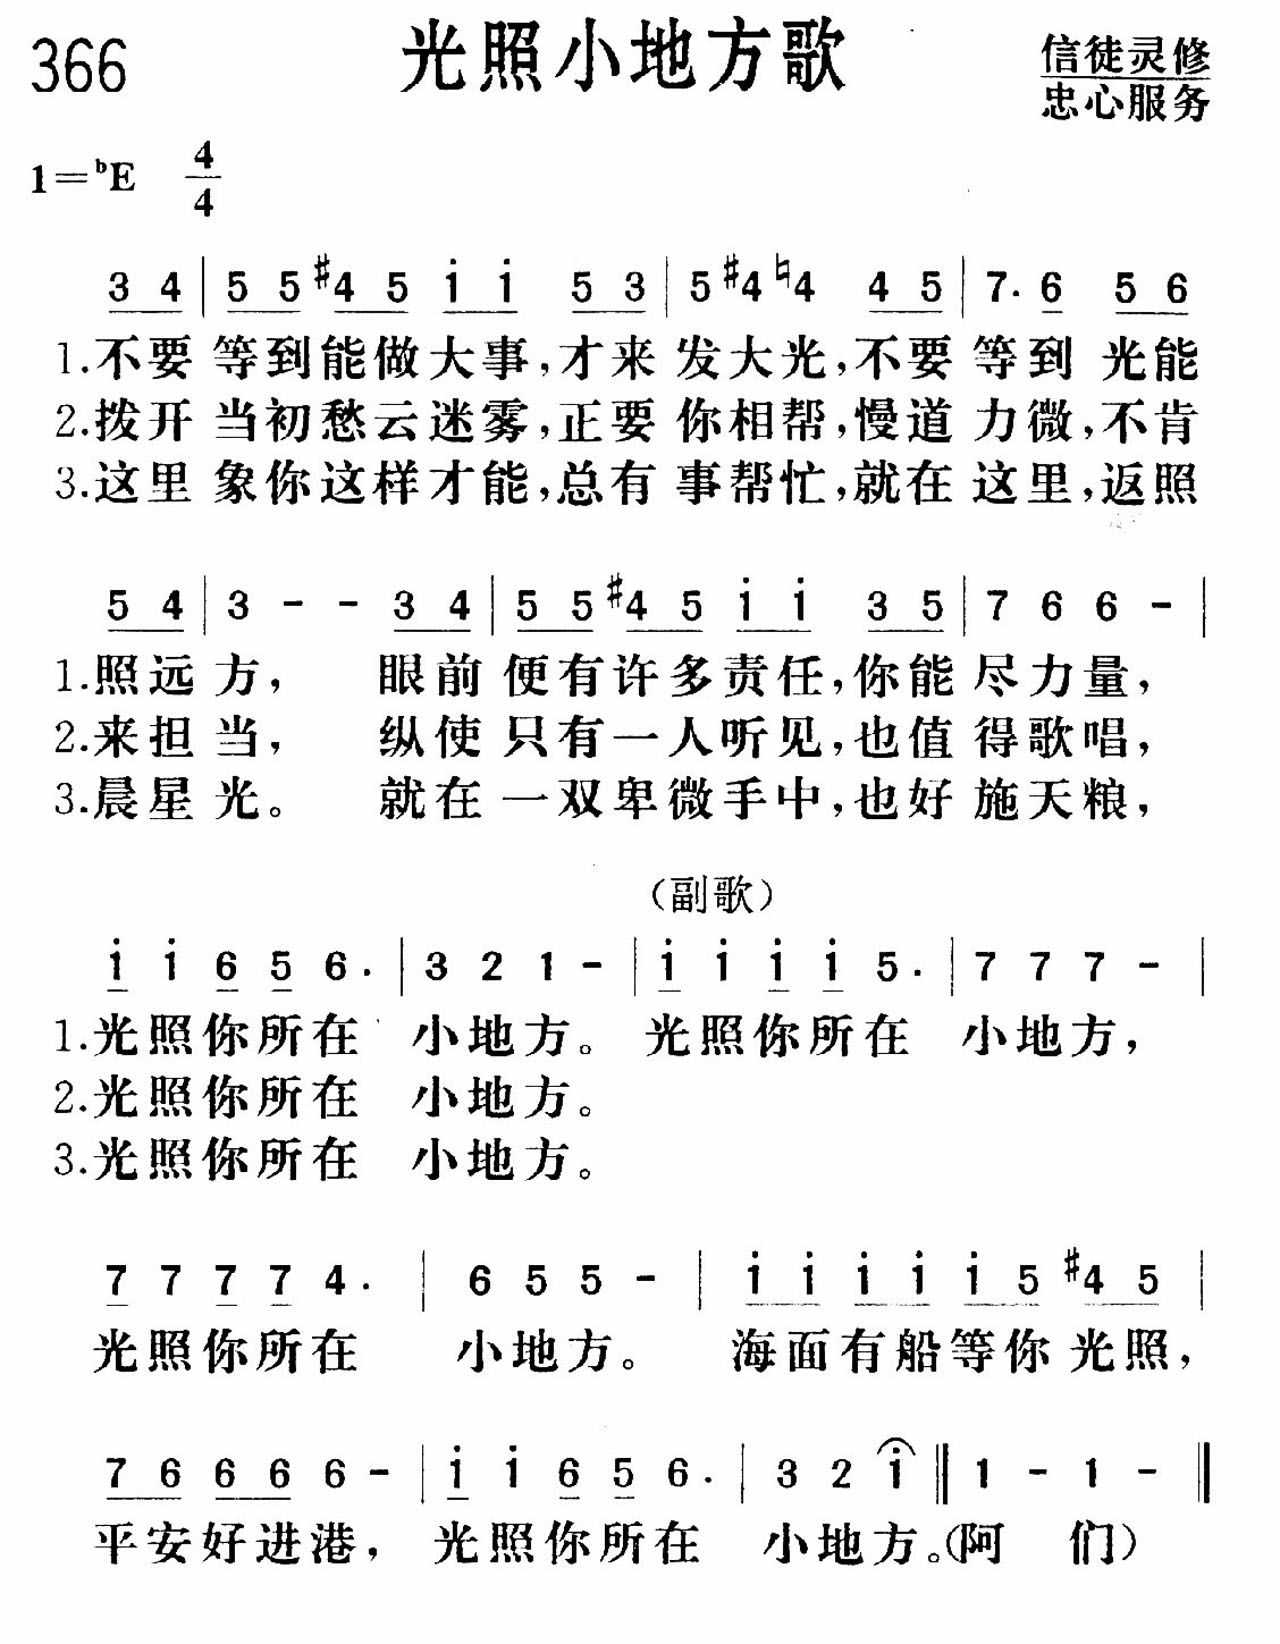 366
光照小地方歌
信徒灵修
忠心服务
1=ᵇE 4/4
3 4 | 5 5 #4 5 i i 5 3 | 5 #4 ♮4 4 5 | 7. 6 5 6
1.不要等到能做大事,才来发大光,不要等到光能
2.拨开当初愁云迷雾,正要你相帮,慢道力微,不肯
3.这里象你这样才能,总有事帮忙,就在这里,返照
5 4 | 3 - - 3 4 | 5 5 #4 5 i i 3 5 | 7 6 6 - |
1.照远方, 眼前便有许多责任,你能尽力量,
2.来担当, 纵使只有一人听见,也值得歌唱,
3.晨星光。 就在一双卑微手中,也好施天粮,
(副歌)
i i 6 5 6. | 3 2 1 - | i i i i 5. | 7 7 7 - |
1.光照你所在 小地方。光照你所在 小地方,
2.光照你所在 小地方。
3.光照你所在 小地方。
7 7 7 7 4. | 6 5 5 - | i i i i i 5 #4 5 |
光照你所在 小地方。 海面有船等你光照,
7 6 6 6 6 - | i i 6 5 6. | 3 2 i ‖ 1 - 1 - ‖
平安好进港, 光照你所在 小地方。(阿 们)